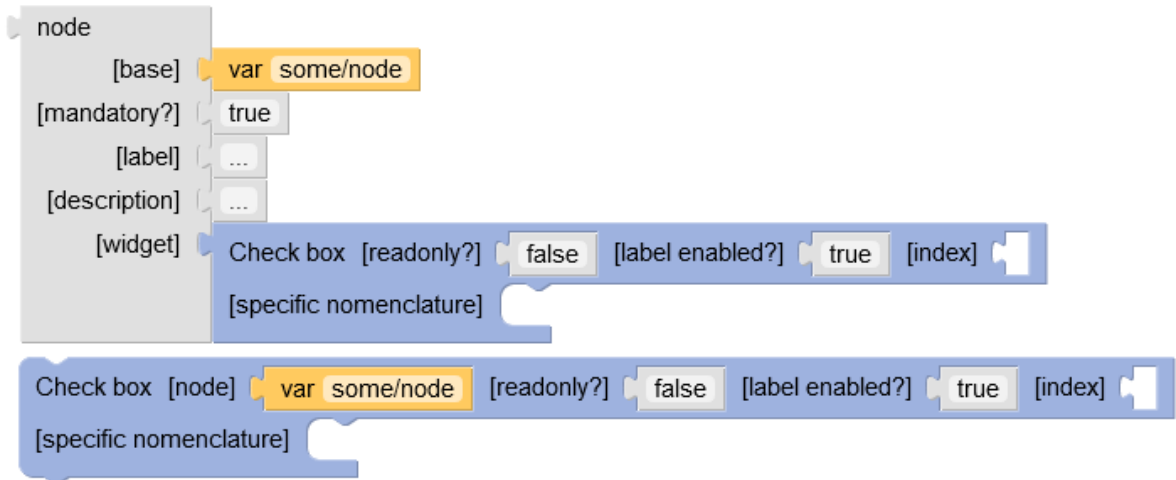 node
[base] var some/node
[mandatory?] true
[label] ...
[description] ...
[widget] Check box [readonly?] false [label enabled?] true [index]
[specific nomenclature]
Check box [node] var some/node [readonly?] false [label enabled?] true [index]
[specific nomenclature]